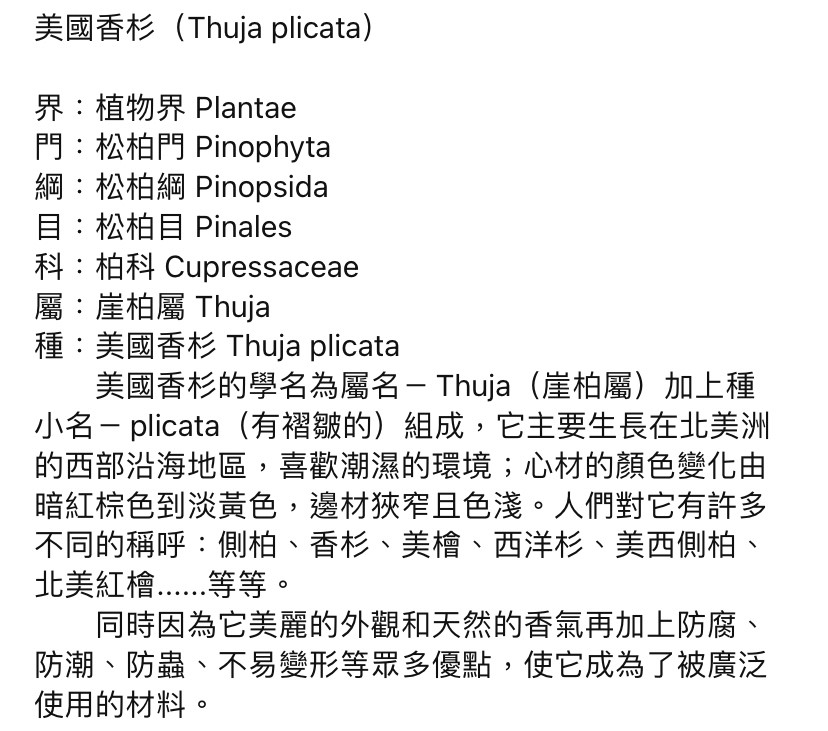 美國香杉（Thuja plicata）
界：植物界 Plantae
門：松柏門 Pinophyta
綱：松柏綱 Pinopsida
目：松柏目 Pinales
科：柏科 Cupressaceae
屬：崖柏屬 Thuja
種：美國香杉 Thuja plicata
　　美國香杉的學名為屬名－Thuja（崖柏屬）加上種
小名－plicata（有褶皺的）組成，它主要生長在北美洲
的西部沿海地區，喜歡潮濕的環境；心材的顏色變化由
暗紅棕色到淡黃色，邊材狹窄且色淺。人們對它有許多
不同的稱呼：側柏、香杉、美檜、西洋杉、美西側柏、
北美紅檜......等等。
　　同時因為它美麗的外觀和天然的香氣再加上防腐、
防潮、防蟲、不易變形等眾多優點，使它成為了被廣泛
使用的材料。